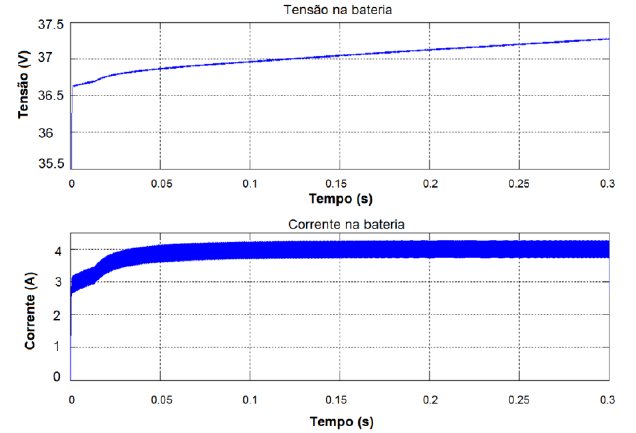 Tensão na bateria
37.5
37
36.5
36
35.5
Tensão (V)
0 0.05 0.1 0.15 0.2 0.25 0.3
Tempo (s)
Corrente na bateria
4
3
2
1
0
Corrente (A)
0 0.05 0.1 0.15 0.2 0.25 0.3
Tempo (s)